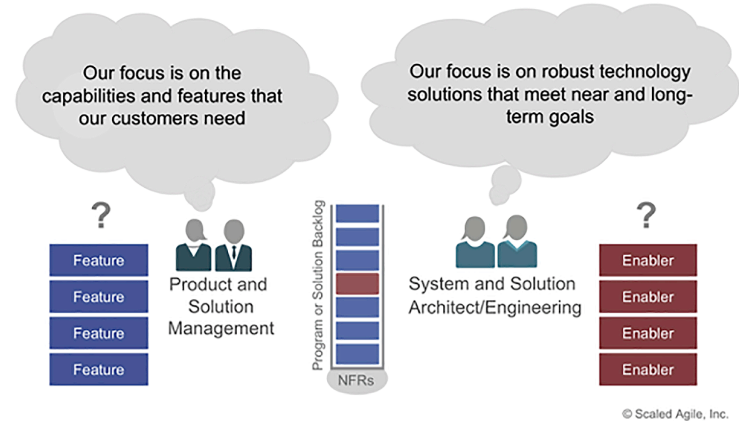 Our focus is on the
capabilities and features that
our customers need
Our focus is on robust technology
solutions that meet near and long-
term goals
?
?
Feature
Feature
Feature
Feature
Product and
Solution
Management
Program or Solution Backlog
NFRs
System and Solution
Architect/Engineering
Enabler
Enabler
Enabler
Enabler
© Scaled Agile, Inc.